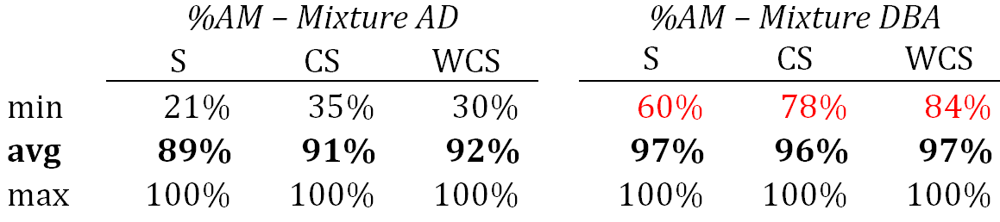 %AM – Mixture AD %AM – Mixture DBA
S CS WCS S CS WCS
min 21% 35% 30% 60% 78% 84%
avg 89% 91% 92% 97% 96% 97%
max 100% 100% 100% 100% 100% 100%